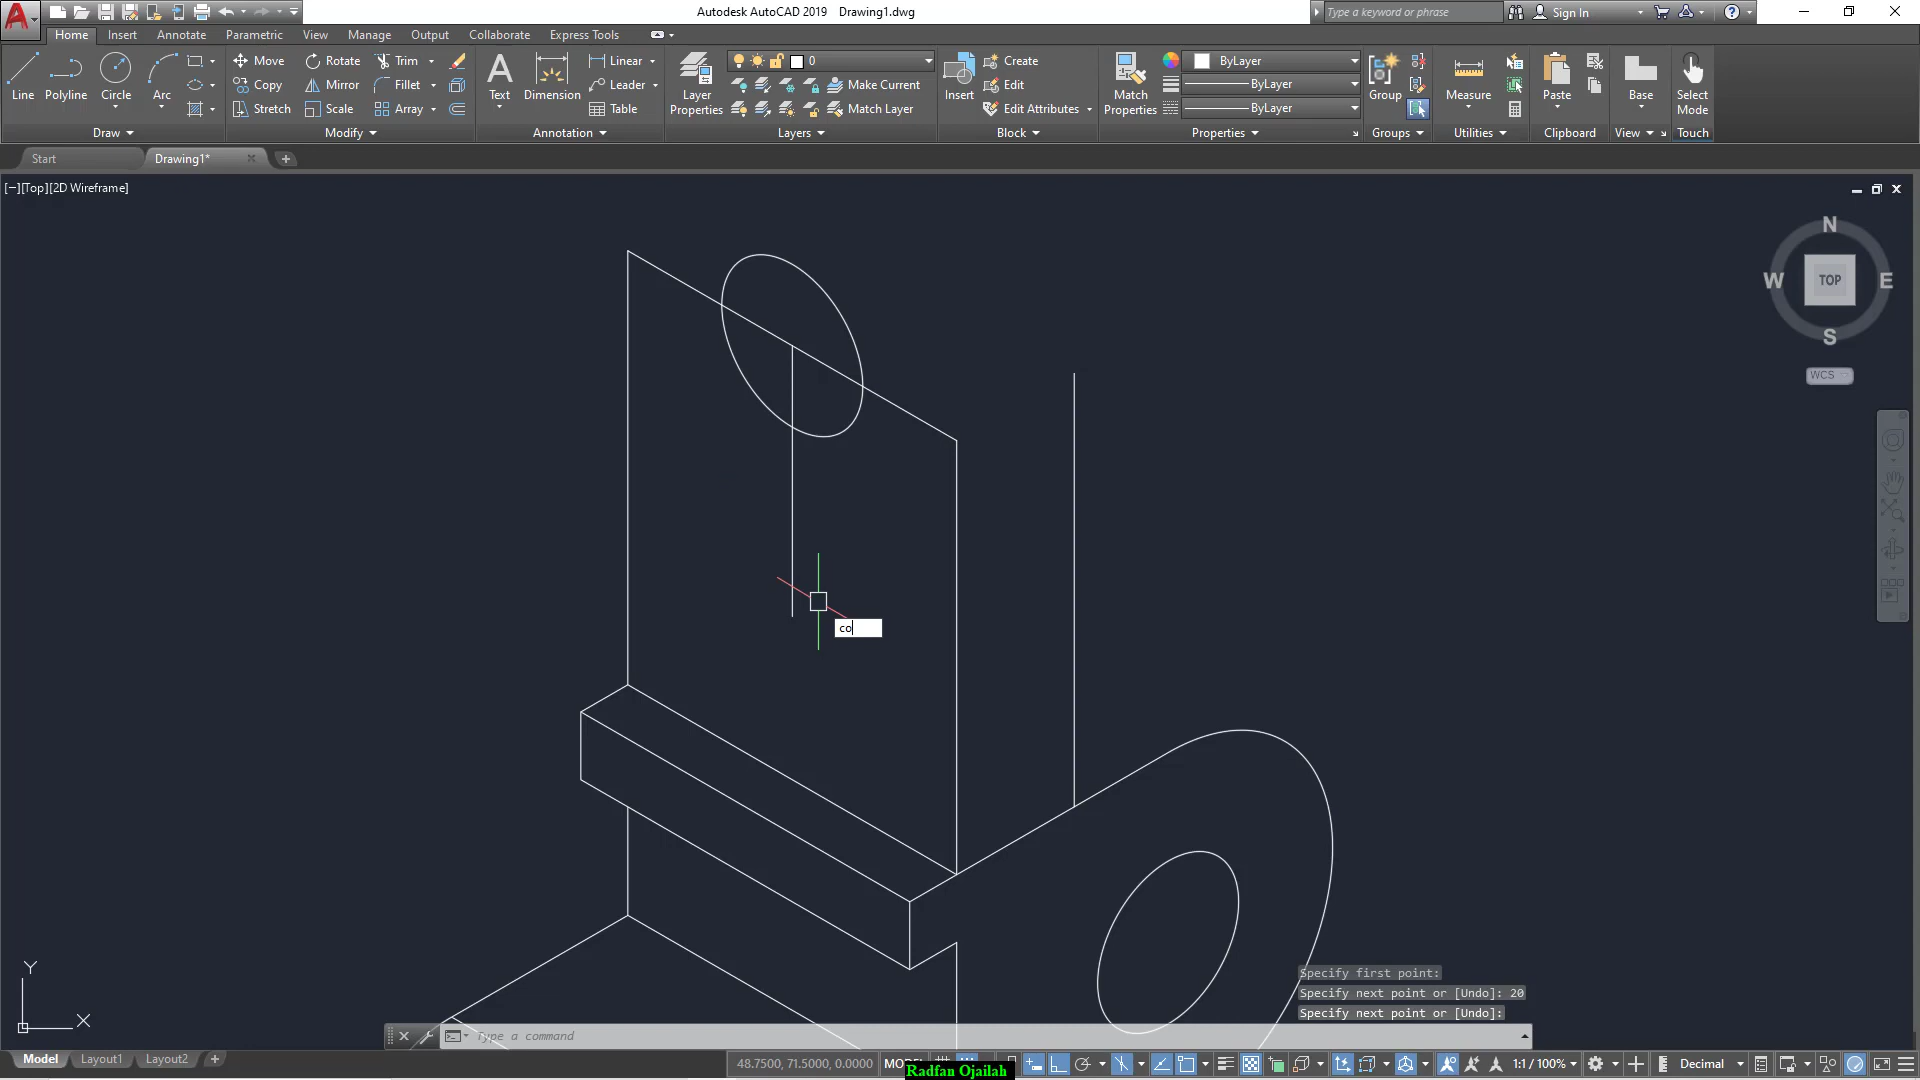 Autodesk AutoCAD 2019 Drawing1.dwg
Type a keyword or phrase
Sign In
Home Insert Annotate Parametric View Manage Output Collaborate Express Tools
Line
Polyline
Circle
Arc
Draw
Move
Rotate
Trim
Copy
Mirror
Fillet
Stretch
Scale
Array
Modify
Text
Dimension
Linear
Leader
Table
Annotation
Layer
Properties
0
Make Current
Match Layer
Layers
Insert
Create
Edit
Edit Attributes
Block
Match
Properties
ByLayer
ByLayer
ByLayer
Properties
Group
Groups
Measure
Utilities
Paste
Clipboard
Base
View
Select
Mode
Touch
Start
Drawing1*
[−][Top][2D Wireframe]
N
W
TOP
E
S
WCS
co
Y
X
Specify first point:
Specify next point or [Undo]: 20
Specify next point or [Undo]:
Type a command
Model Layout1 Layout2
48.7500, 71.5000, 0.0000
Radfan Ojailah
1:1 / 100%
Decimal